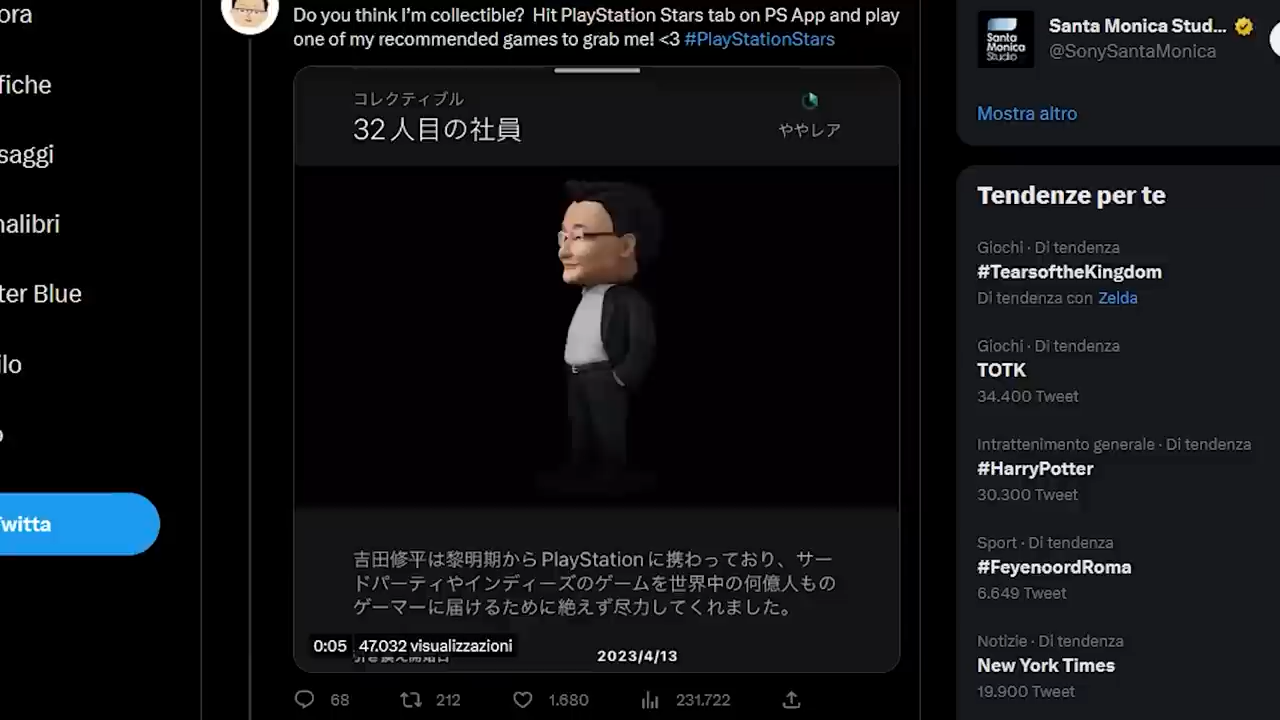 ora
fiche
saggi
nalibri
ter Blue
lo
Twitta
Do you think I'm collectible? Hit PlayStation Stars tab on PS App and play
one of my recommended games to grab me! <3 #PlayStationStars
コレクティブル
32人目の社員
ややレア
吉田修平は黎明期からPlayStationに携わっており、サー
ドパーティやインディーズのゲームを世界中の何億人もの
ゲーマーに届けるために絶えず尽力してくれました。
0:05 47.032 visualizzazioni
2023/4/13
68 212 1.680 231.722
Santa Monica Studio
Santa Monica Stud...
@SonySantaMonica
Mostra altro
Tendenze per te
Giochi · Di tendenza
#TearsoftheKingdom
Di tendenza con Zelda
Giochi · Di tendenza
TOTK
34.400 Tweet
Intrattenimento generale · Di tendenza
#HarryPotter
30.300 Tweet
Sport · Di tendenza
#FeyenoordRoma
6.649 Tweet
Notizie · Di tendenza
New York Times
19.900 Tweet